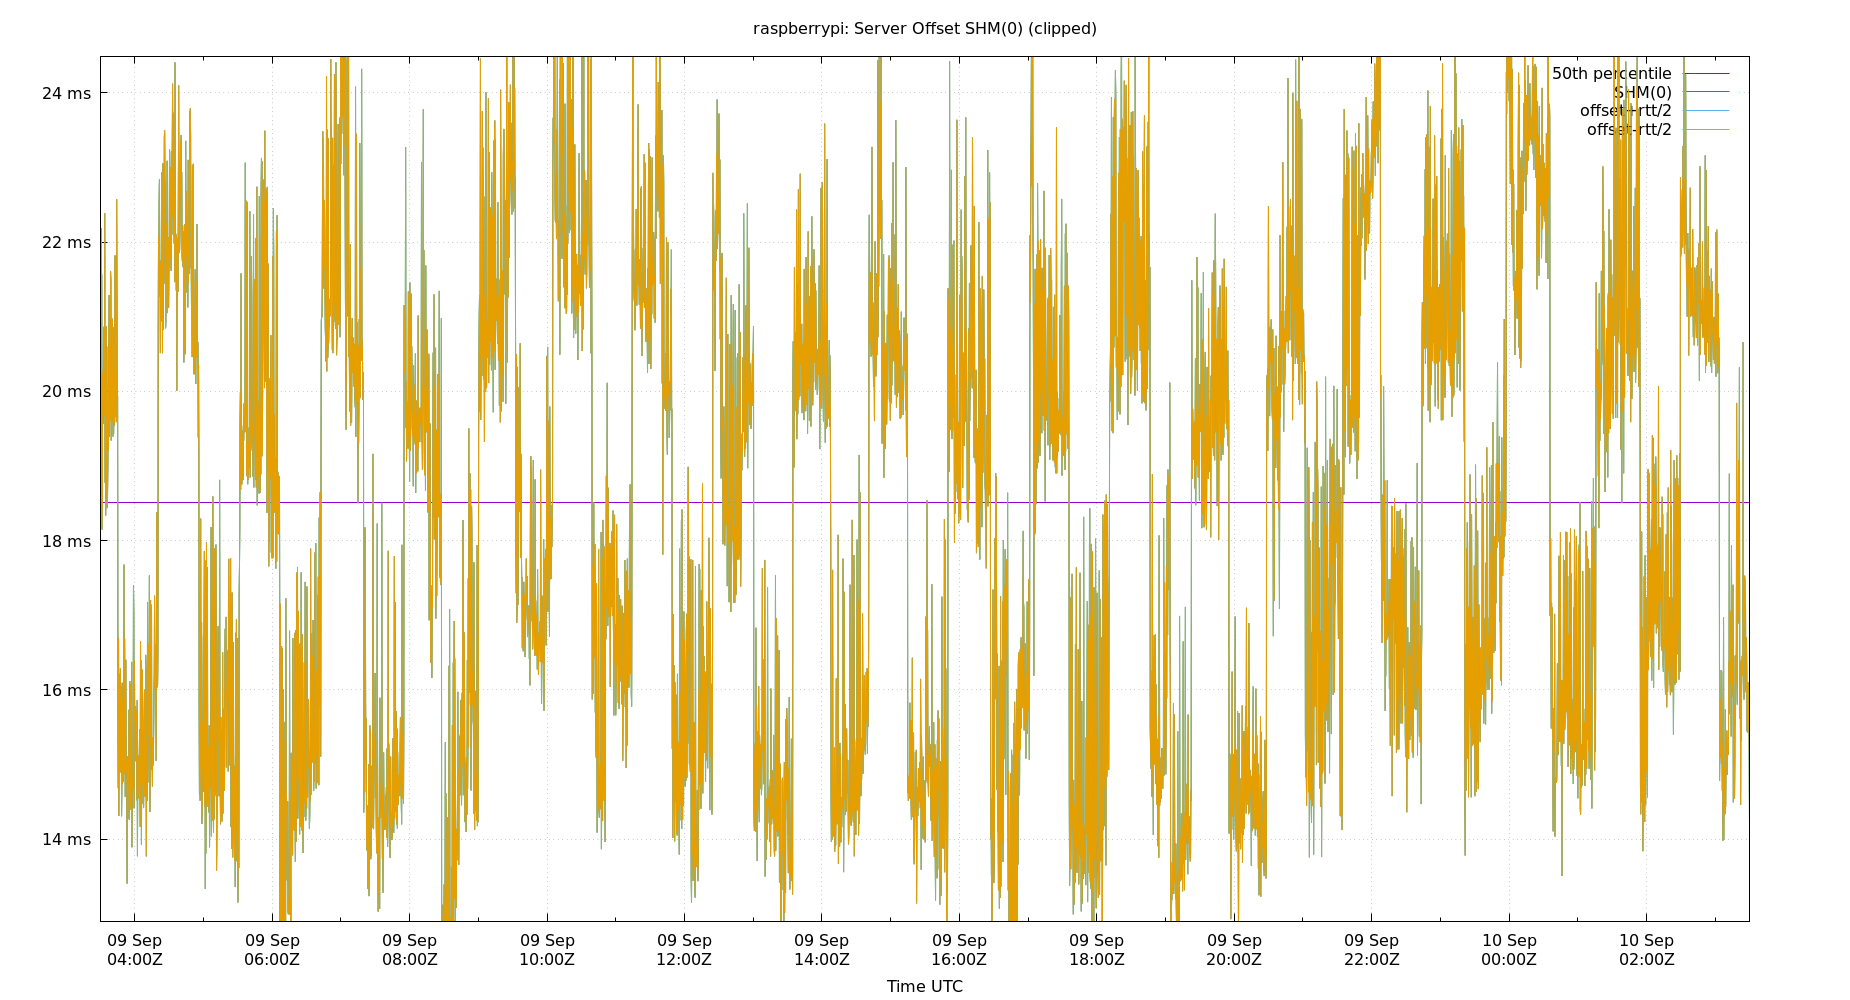 raspberrypi: Server Offset SHM(0) (clipped)
50th percentile
SHM(0)
offset+rtt/2
offset-rtt/2
24 ms
22 ms
20 ms
18 ms
16 ms
14 ms
09 Sep 09 Sep 09 Sep 09 Sep 09 Sep 09 Sep 09 Sep 09 Sep 09 Sep 09 Sep 10 Sep 10 Sep
04:00Z 06:00Z 08:00Z 10:00Z 12:00Z 14:00Z 16:00Z 18:00Z 20:00Z 22:00Z 00:00Z 02:00Z
Time UTC